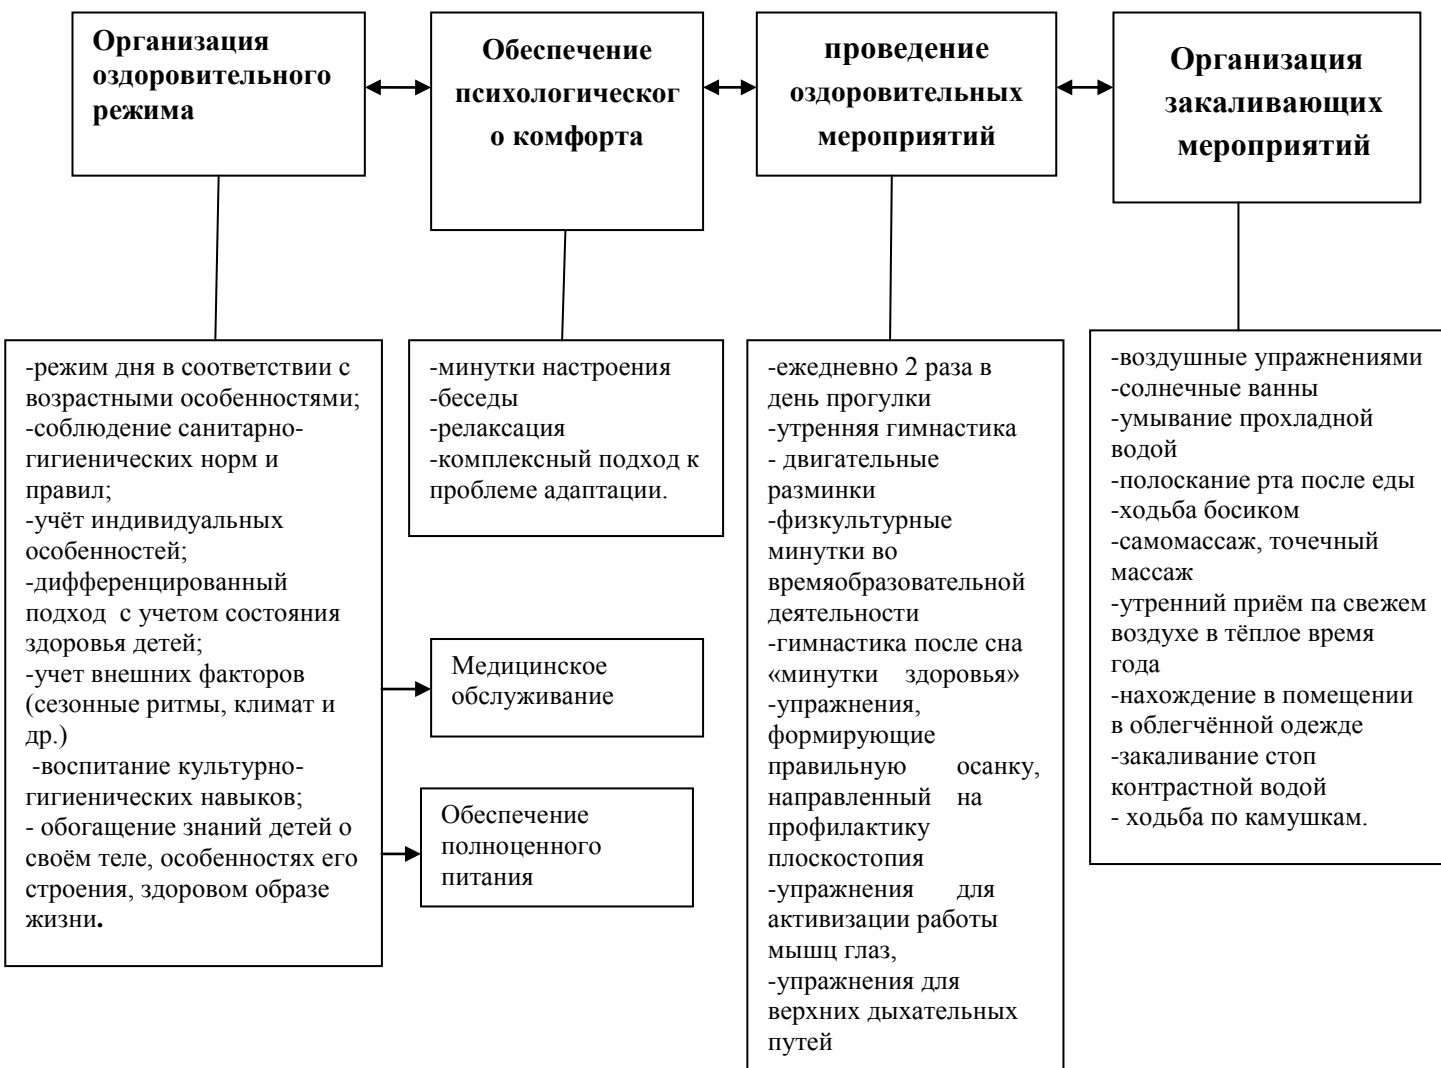 Организация
оздоровительного
режима
Обеспечение
психологическог
о комфорта
проведение
оздоровительных
мероприятий
Организация
закаливающих
мероприятий
-режим дня в соответствии с
возрастными особенностями;
-соблюдение санитарно-
гигиенических норм и
правил;
-учёт индивидуальных
особенностей;
-дифференцированный
подход с учетом состояния
здоровья детей;
-учет внешних факторов
(сезонные ритмы, климат и
др.)
-воспитание культурно-
гигиенических навыков;
- обогащение знаний детей о
своём теле, особенностях его
строения, здоровом образе
жизни.
-минутки настроения
-беседы
-релаксация
-комплексный подход к
проблеме адаптации.
Медицинское
обслуживание
Обеспечение
полноценного
питания
-ежедневно 2 раза в
день прогулки
-утренняя гимнастика
- двигательные
разминки
-физкультурные
минутки во
времяобразовательной
деятельности
-гимнастика после сна
«минутки здоровья»
-упражнения,
формирующие
правильную осанку,
направленный на
профилактику
плоскостопия
-упражнения для
активизации работы
мышц глаз,
-упражнения для
верхних дыхательных
путей
-воздушные упражнениями
-солнечные ванны
-умывание прохладной
водой
-полоскание рта после еды
-ходьба босиком
-самомассаж, точечный
массаж
-утренний приём па свежем
воздухе в тёплое время
года
-нахождение в помещении
в облегчённой одежде
-закаливание стоп
контрастной водой
- ходьба по камушкам.